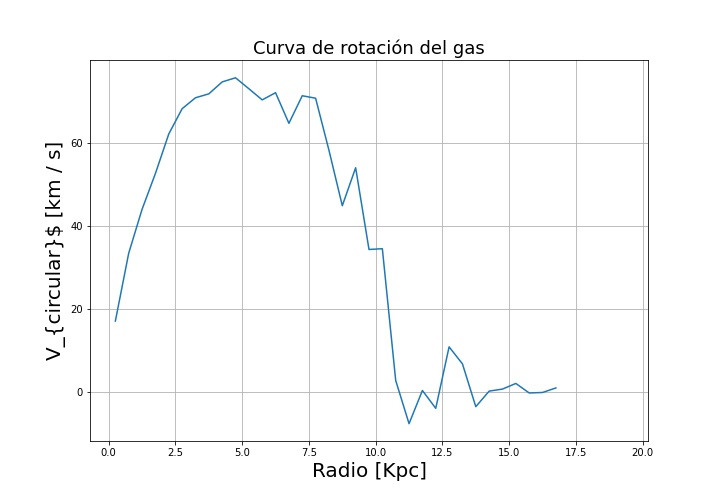 Curva de rotación del gas
V_{circular}$ [km / s]
60
40
20
0
0.0 2.5 5.0 7.5 10.0 12.5 15.0 17.5 20.0
Radio [Kpc]